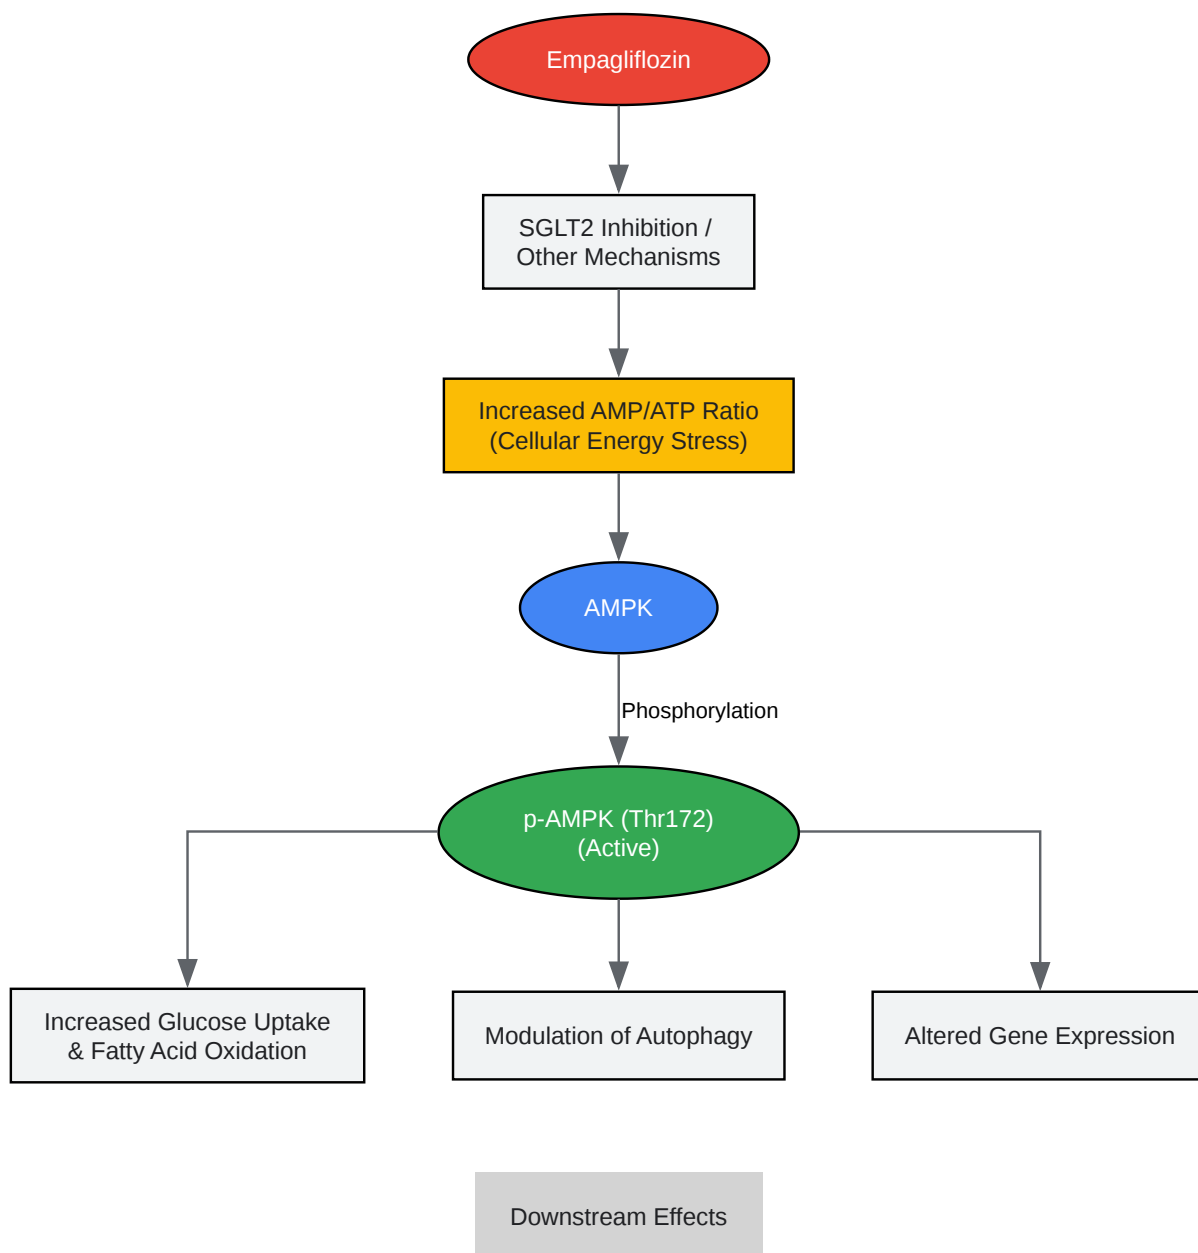 Empagliflozin
SGLT2 Inhibition /
Other Mechanisms
Increased AMP/ATP Ratio
(Cellular Energy Stress)
AMPK
Phosphorylation
p-AMPK (Thr172)
(Active)
Increased Glucose Uptake
& Fatty Acid Oxidation
Modulation of Autophagy
Altered Gene Expression
Downstream Effects